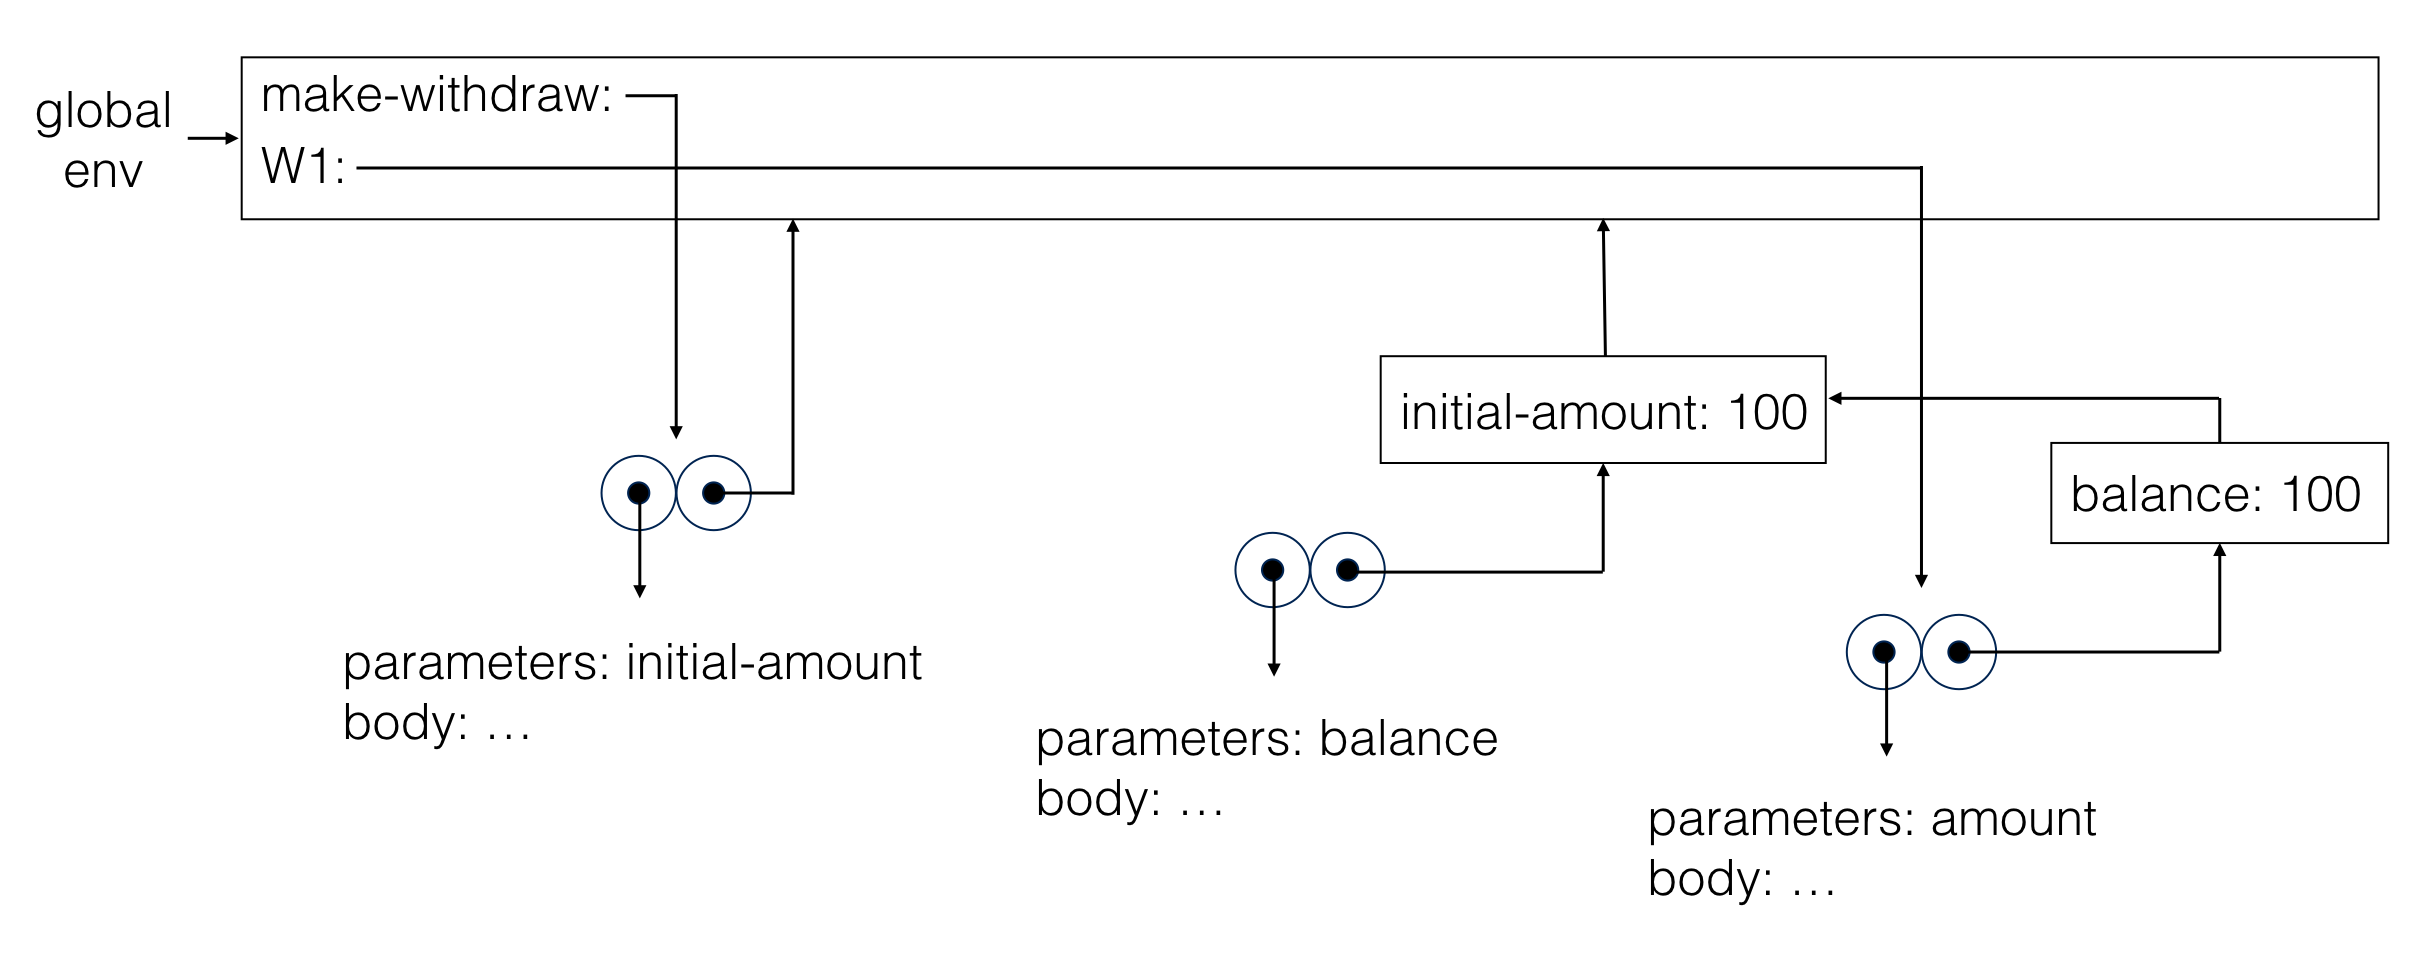 global
env
make-withdraw:
W1:
initial-amount: 100
balance: 100
parameters: initial-amount
body: …
parameters: balance
body: …
parameters: amount
body: …